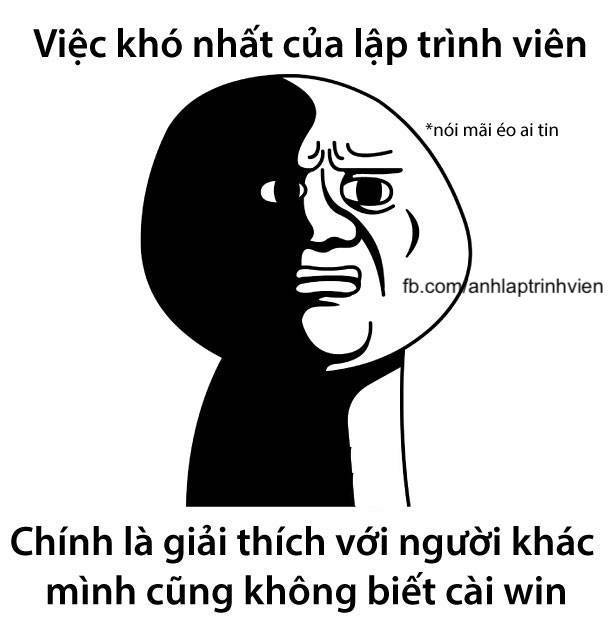 Việc khó nhất của lập trình viên
*nói mãi éo ai tin
fb.com/anhlaptrinhvien
Chính là giải thích với người khác
mình cũng không biết cài win